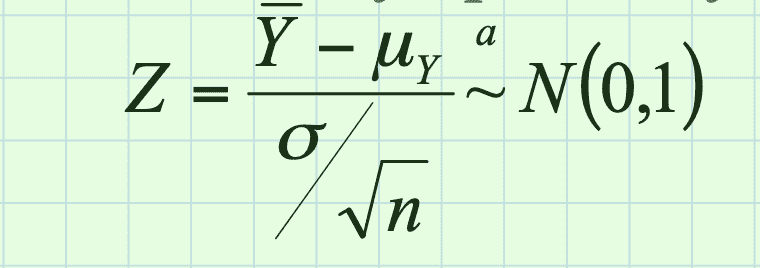 Z = (Ȳ − μ_Y) / (σ/√n) ~ᵃ N(0,1)